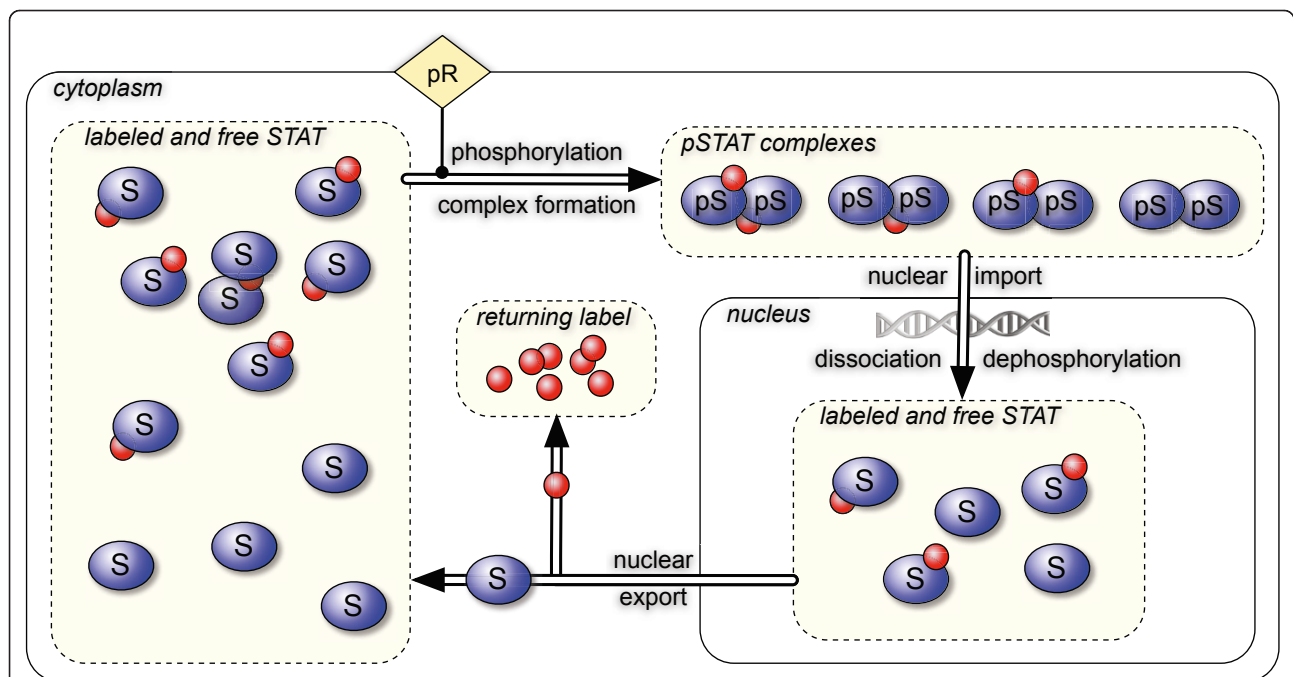 pR
cytoplasm
labeled and free STAT
S
S
S
S
S
S
S
S
S
S
S
S
phosphorylation
complex formation
pSTAT complexes
pS pS
pS pS
pS pS
pS pS
nuclear import
nucleus
dissociation dephosphorylation
returning label
labeled and free STAT
S
S
S
S
S
nuclear
export
S